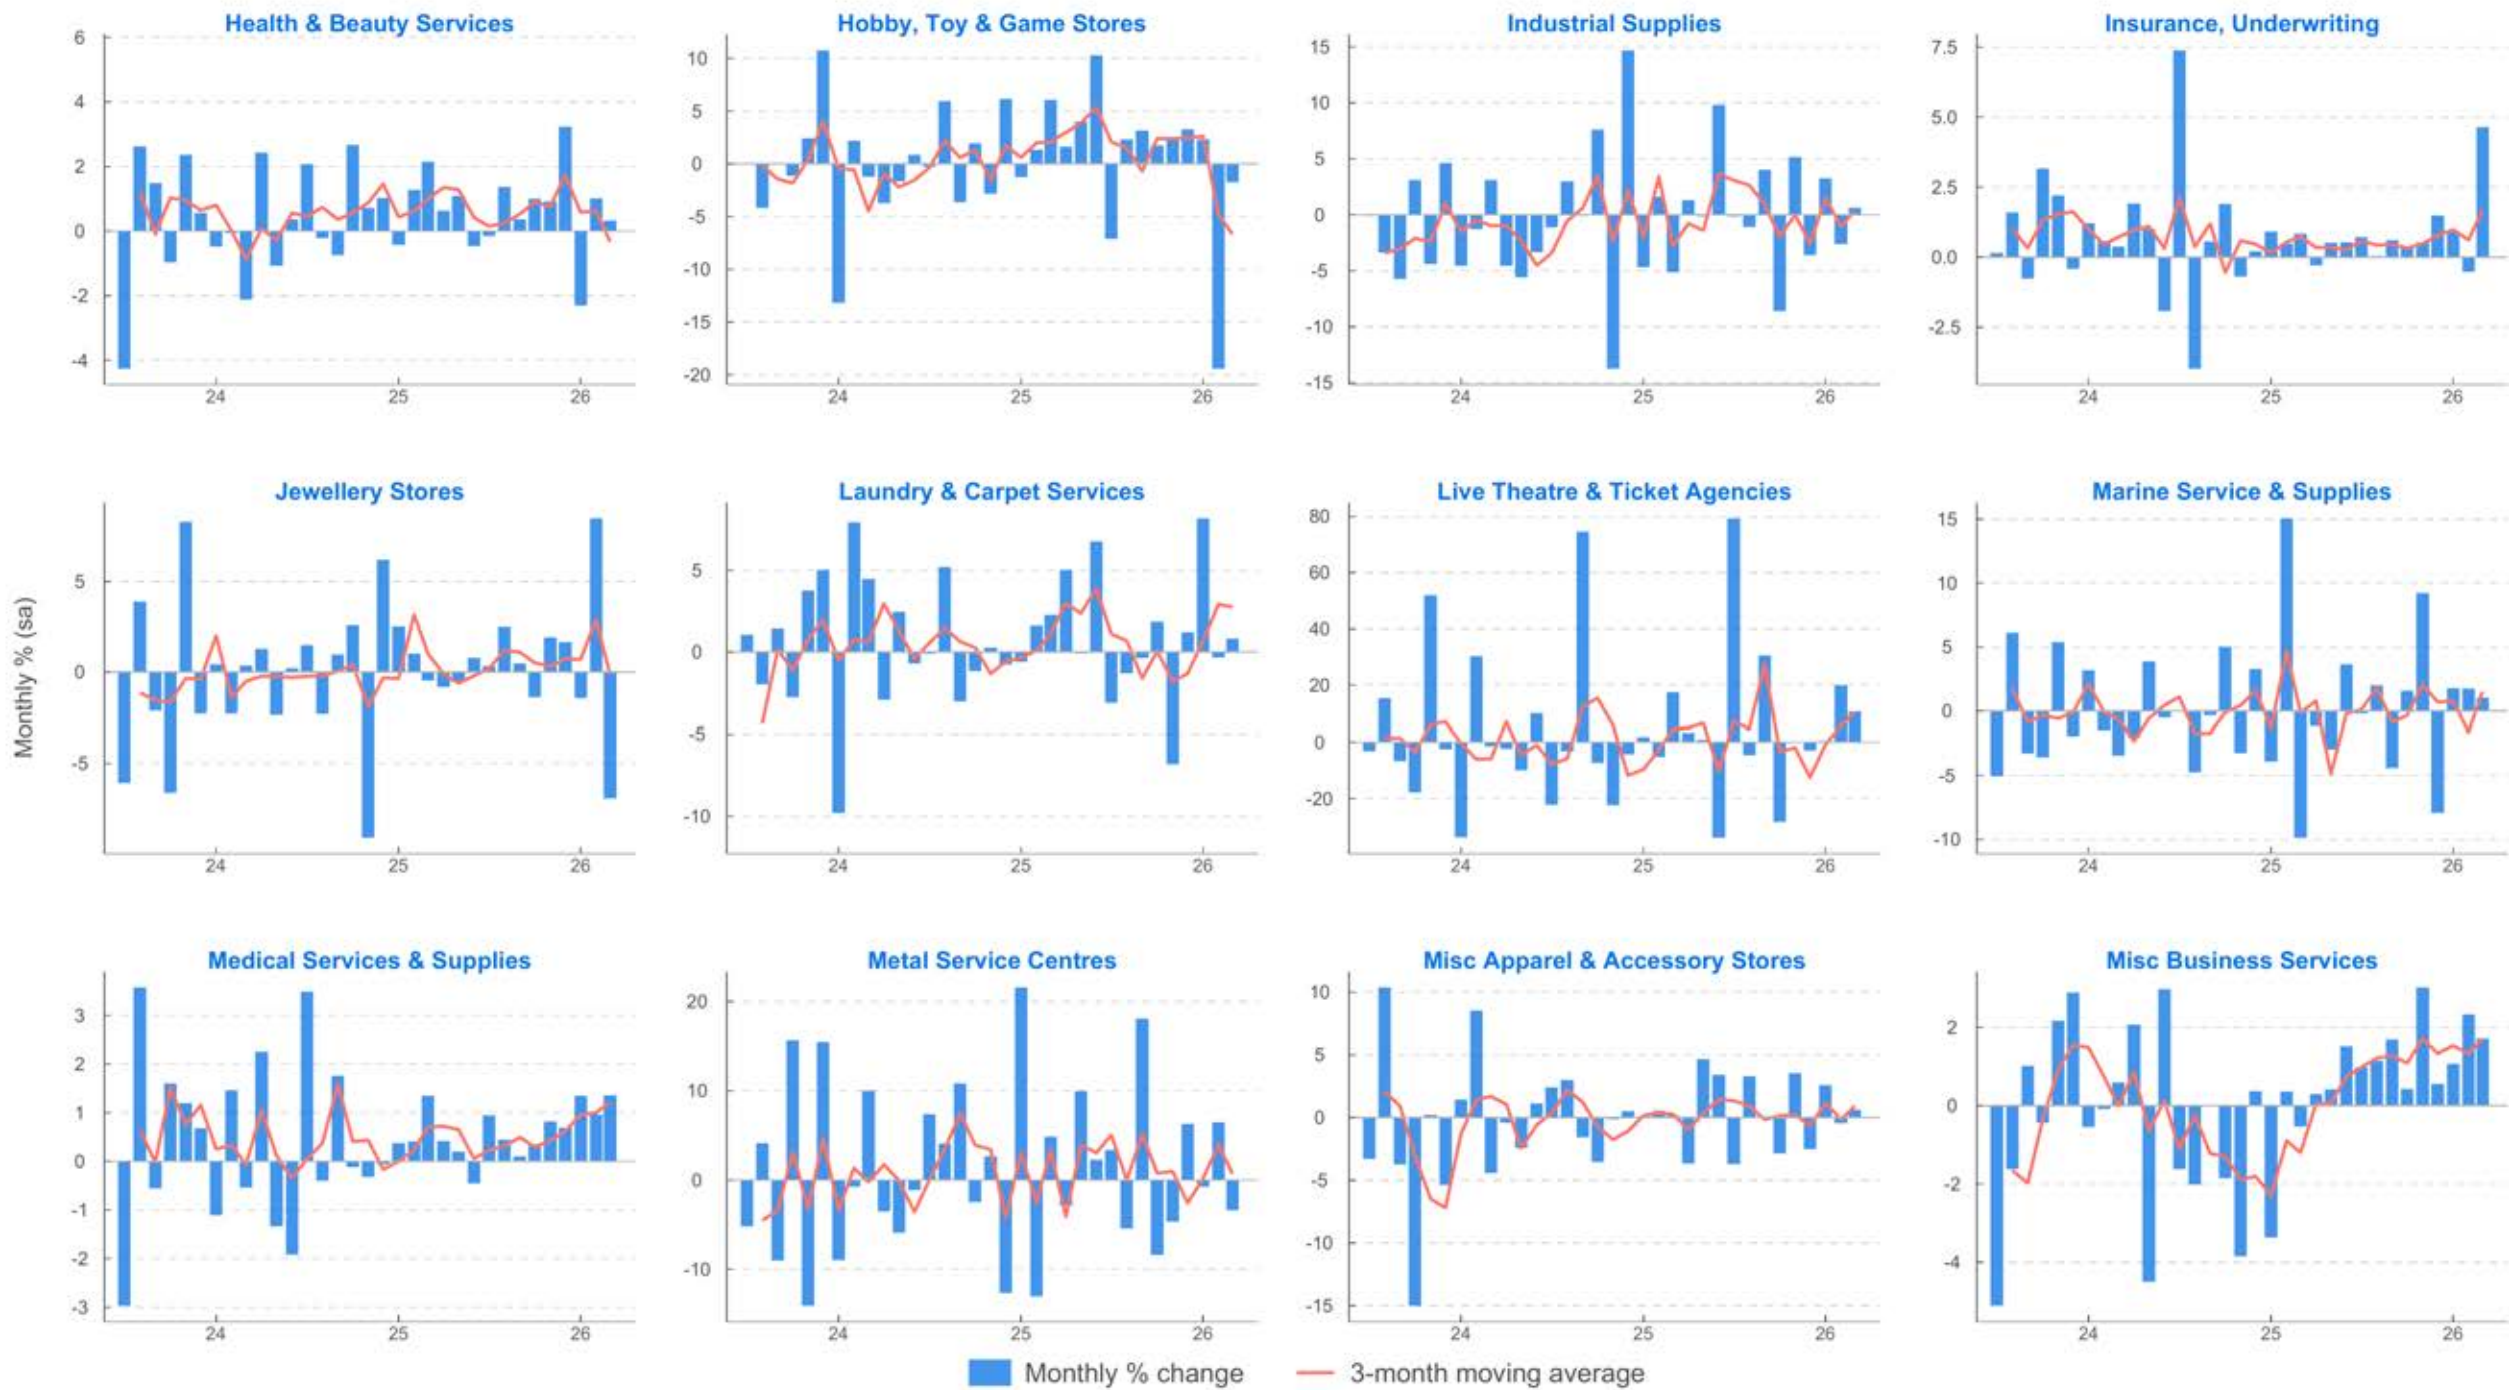 Health & Beauty Services
6
4
2
0
-2
-4
24 25 26
Hobby, Toy & Game Stores
10
5
0
-5
-10
-15
-20
24 25 26
Industrial Supplies
15
10
5
0
-5
-10
-15
24 25 26
Insurance, Underwriting
7.5
5.0
2.5
0.0
-2.5
24 25 26
Monthly % (sa)
Jewellery Stores
5
0
-5
24 25 26
Laundry & Carpet Services
5
0
-5
-10
24 25 26
Live Theatre & Ticket Agencies
80
60
40
20
0
-20
24 25 26
Marine Service & Supplies
15
10
5
0
-5
-10
24 25 26
Medical Services & Supplies
3
2
1
0
-1
-2
-3
24 25 26
Metal Service Centres
20
10
0
-10
24 25 26
Misc Apparel & Accessory Stores
10
5
0
-5
-10
-15
24 25 26
Misc Business Services
2
0
-2
-4
24 25 26
Monthly % change
3-month moving average